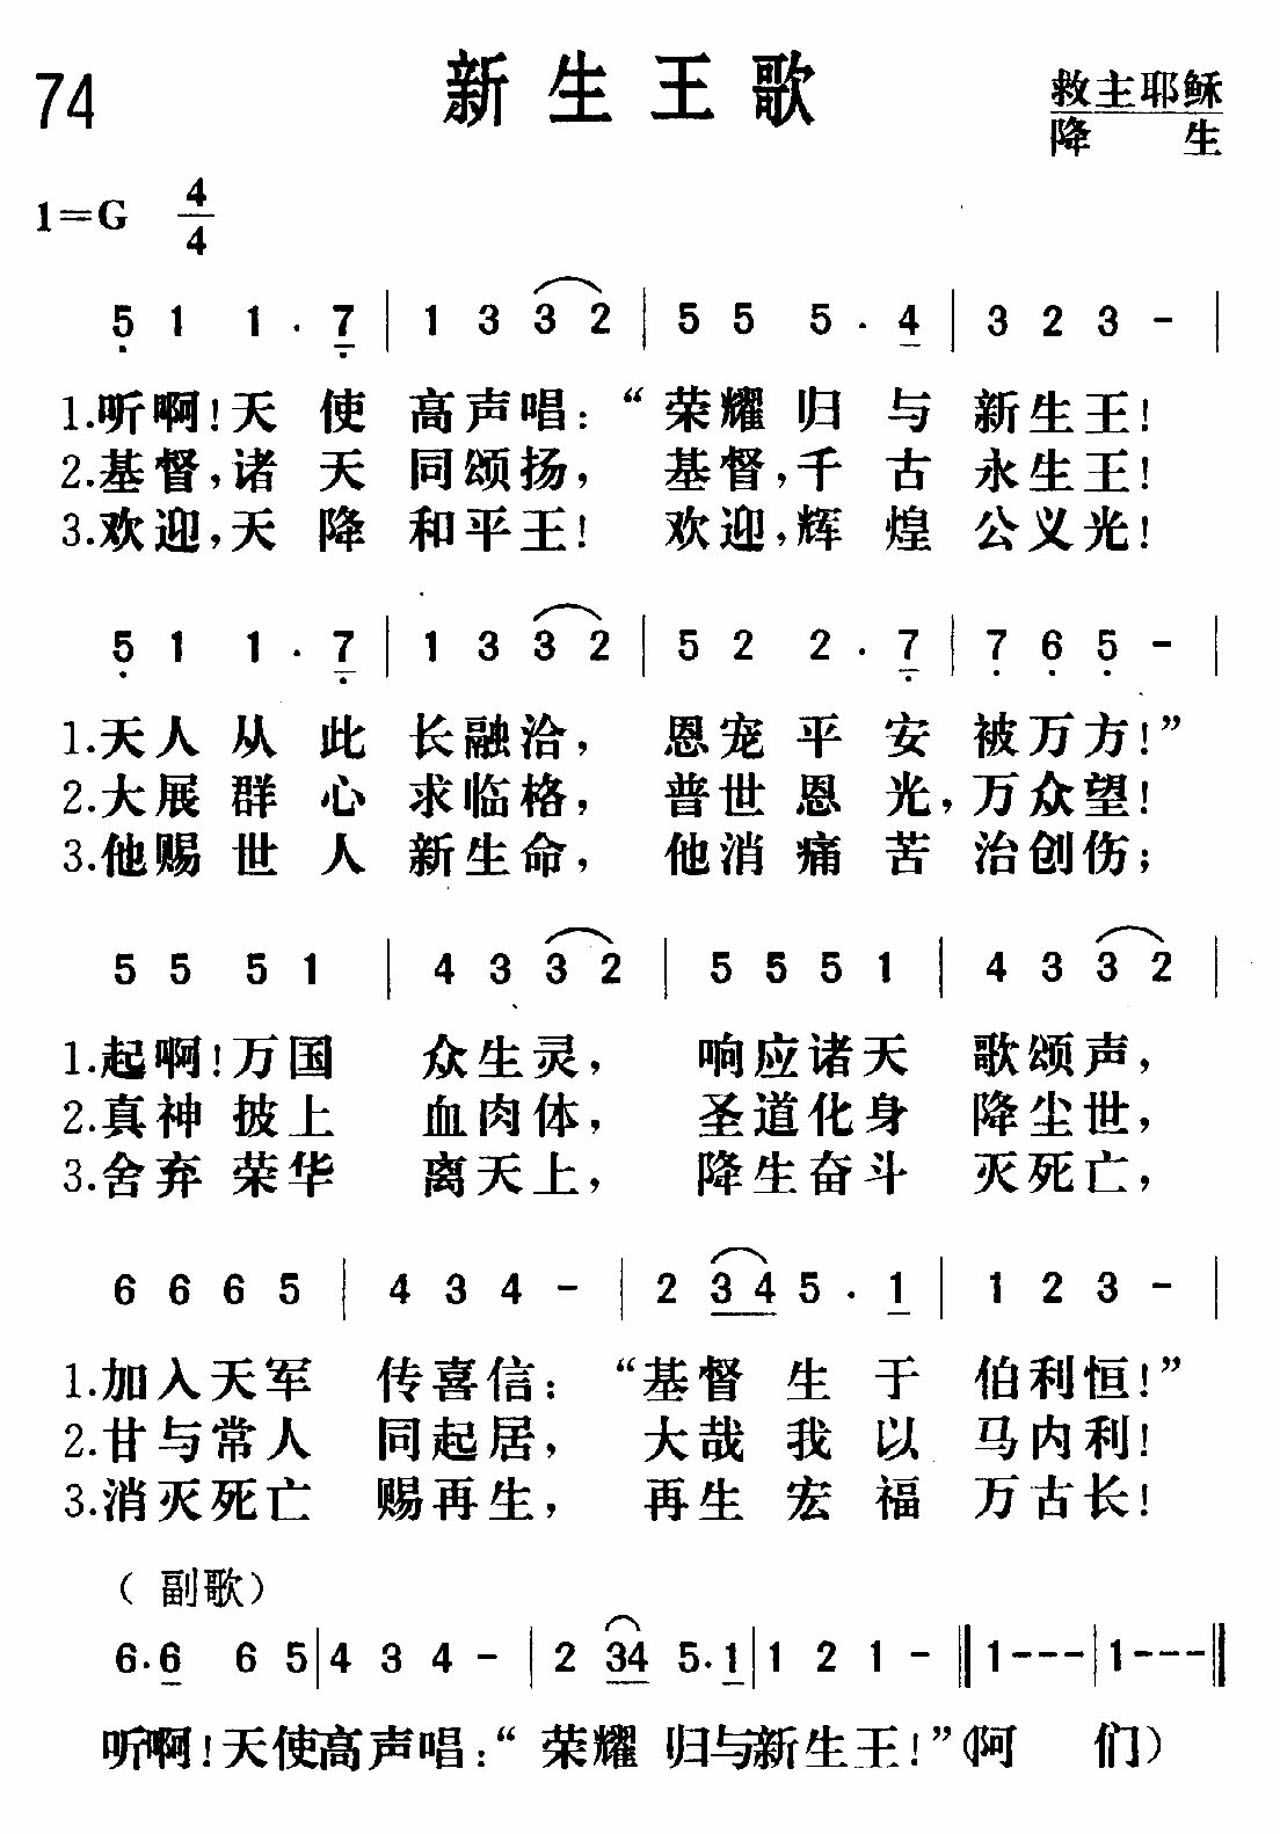 74
新生王歌
救主耶稣
降生
1=G 4/4
5̣ 1 1 . 7̣ | 1 3 3 2 | 5 5 5 . 4 | 3 2 3 - |
1.听啊!天使高声唱:“荣耀归与新生王!
2.基督,诸天同颂扬,基督,千古永生王!
3.欢迎,天降和平王!欢迎,辉煌公义光!
5̣ 1 1 . 7̣ | 1 3 3 2 | 5 2 2 . 7̣ | 7̣ 6̣ 5̣ - |
1.天人从此长融洽,恩宠平安被万方!”
2.大展群心求临格,普世恩光,万众望!
3.他赐世人新生命,他消痛苦治创伤;
5 5 5 1 | 4 3 3 2 | 5 5 5 1 | 4 3 3 2 |
1.起啊!万国众生灵,响应诸天歌颂声,
2.真神披上血肉体,圣道化身降尘世,
3.舍弃荣华离天上,降生奋斗灭死亡,
6 6 6 5 | 4 3 4 - | 2 3 4 5 . 1 | 1 2 3 - |
1.加入天军传喜信:“基督生于伯利恒!”
2.甘与常人同起居,大哉我以马内利!
3.消灭死亡赐再生,再生宏福万古长!
(副歌)
6.6 6 5 | 4 3 4 - | 2 34 5.1 | 1 2 1 - ‖ 1 - - - | 1 - - - ‖
听啊!天使高声唱:“荣耀归与新生王!”(阿们)